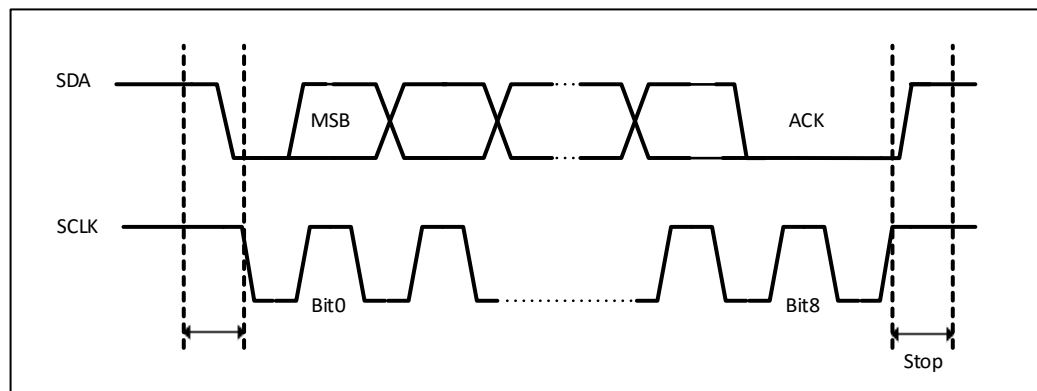 SDA
MSB
ACK
SCLK
Bit0
Bit8
Stop